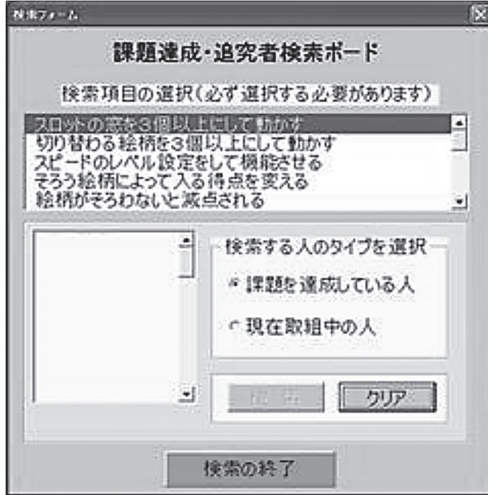 検索フォーム
課題達成・追究者検索ボード
検索項目の選択(必ず選択する必要があります)
スロットの窓を3個以上にして動かす
切り替わる絵柄を3個以上にして動かす
スピードのレベル設定をして機能させる
そろう絵柄によって入る得点を変える
絵柄がそろわないと減点される
検索する人のタイプを選択
課題を達成している人
現在取組中の人
クリア
検索の終了